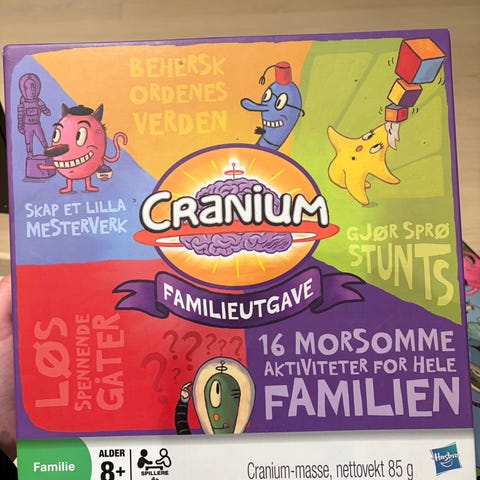 BEHERSK
ORDENES
VERDEN
SKAP ET LILLA
MESTERVERK
CRANIUM
FAMILIEUTGAVE
GJØR SPRØ
STUNTS
LØS
SPENNENDE
GÅTER
?????
16 MORSOMME
AKTIVITETER FOR HELE
FAMILIEN
Familie
ALDER
8+
SPILLERE
Cranium-masse, nettovekt 85 g
Hasbro